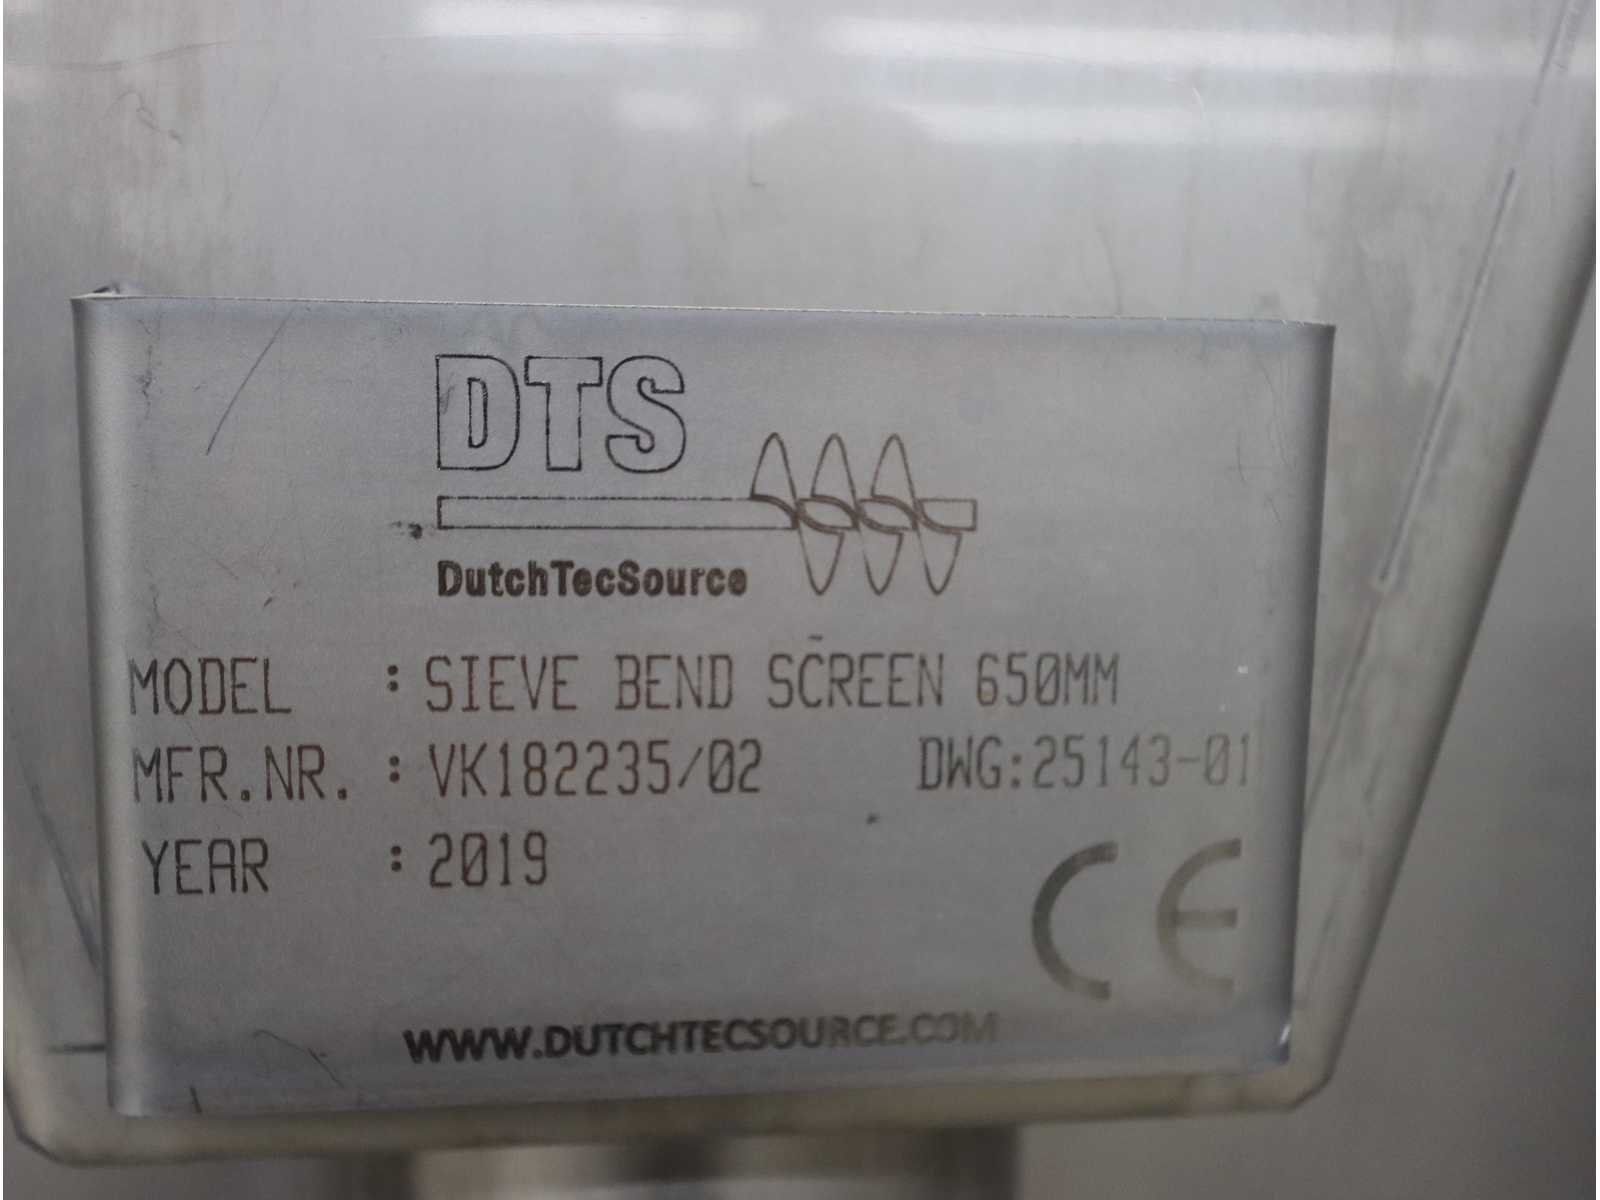 DTS
DutchTecSource
MODEL : SIEVE BEND SCREEN 650MM
MFR.NR. : VK182235/02 DWG:25143-01
YEAR : 2019
CE
WWW.DUTCHTECSOURCE.COM